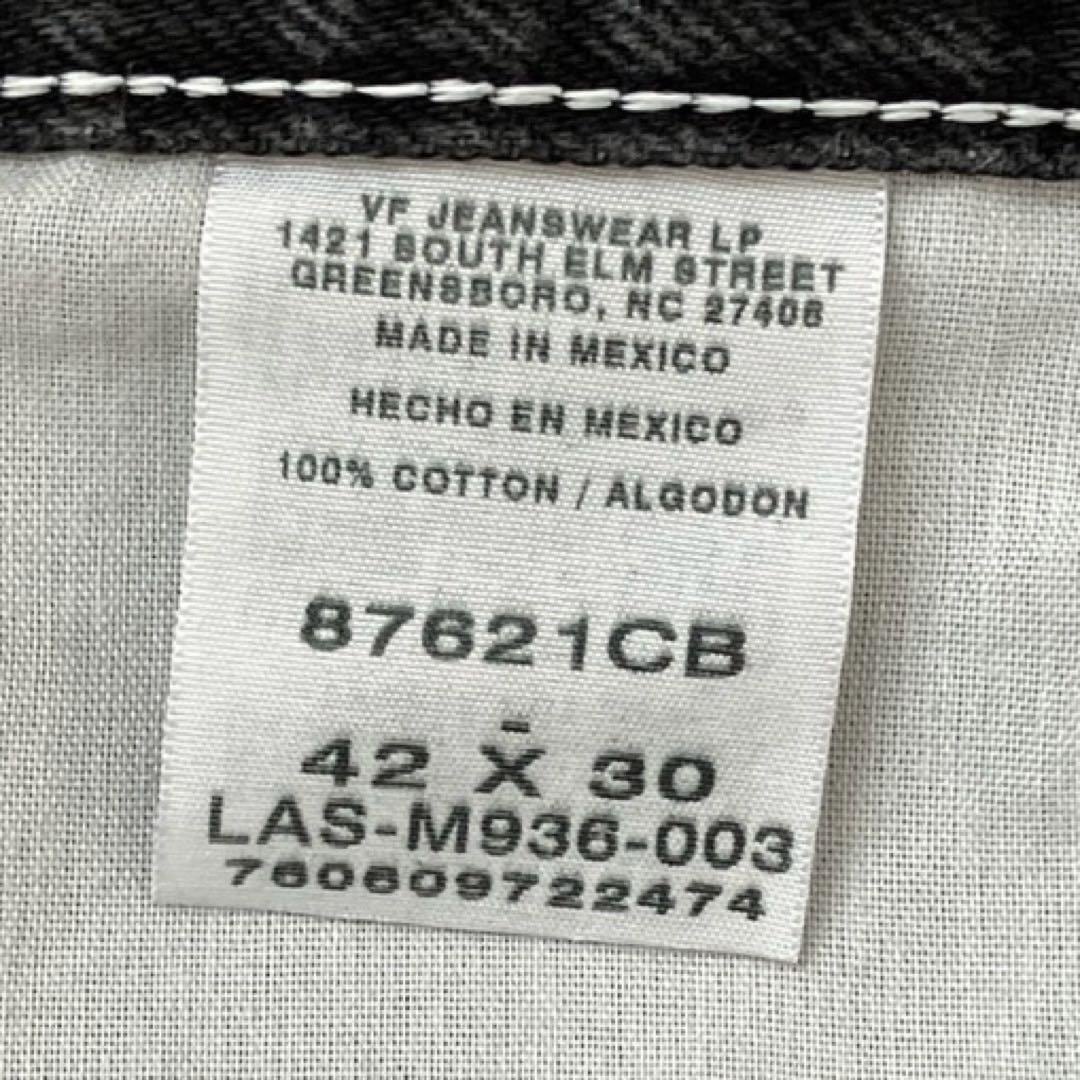 VF JEANSWEAR LP
1421 SOUTH ELM STREET
GREENSBORO, NC 27406
MADE IN MEXICO
HECHO EN MEXICO
100% COTTON / ALGODON
87621CB
-
42 X 30
LAS-M936-003
760609722474